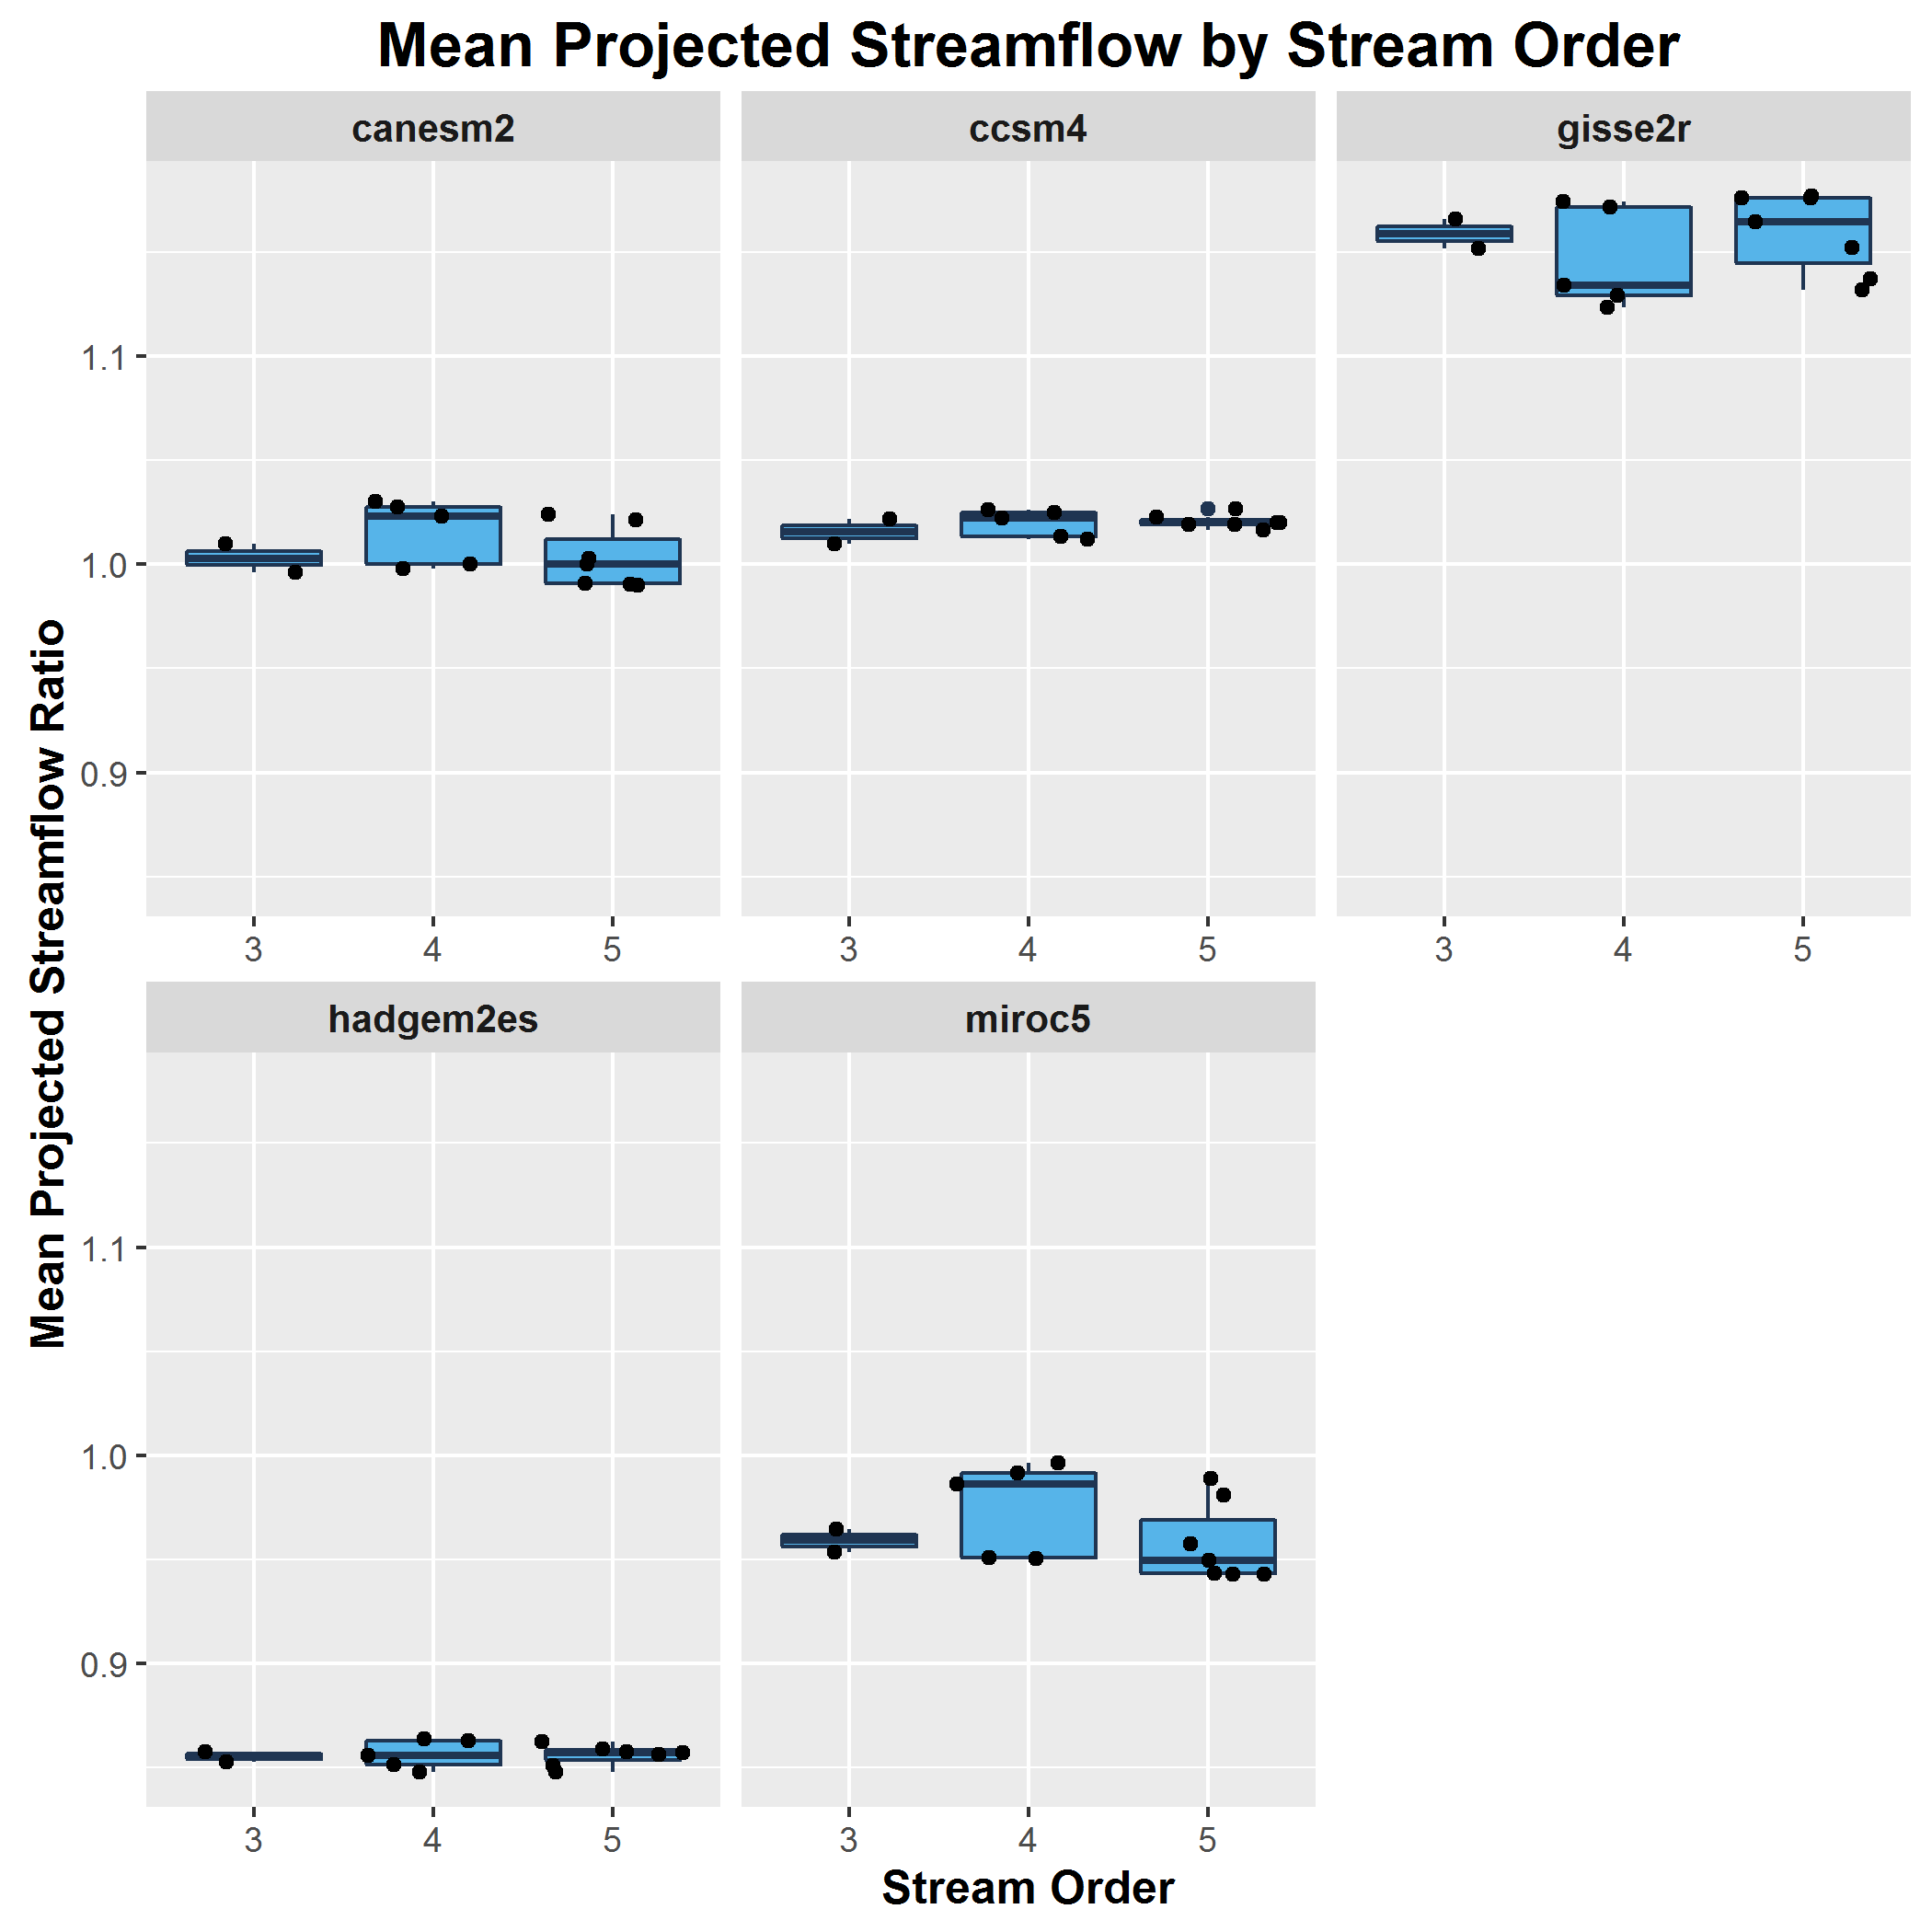 Mean Projected Streamflow by Stream Order
canesm2
ccsm4
gisse2r
1.1
1.0
0.9
3 4 5
3 4 5
3 4 5
Mean Projected Streamflow Ratio
hadgem2es
miroc5
1.1
1.0
0.9
3 4 5
3 4 5
Stream Order